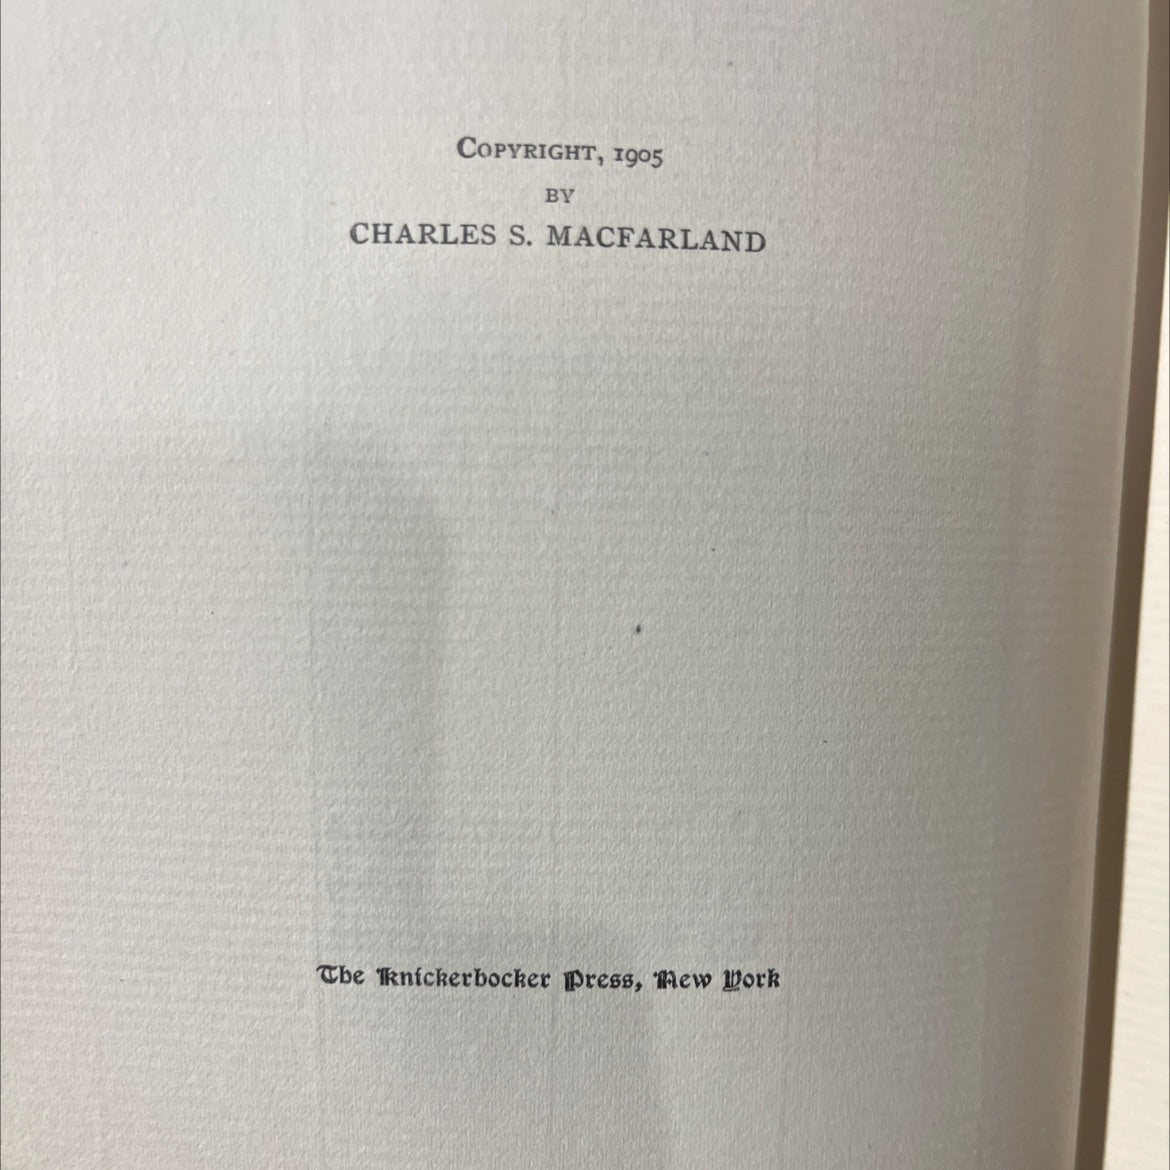 COPYRIGHT, 1905
BY
CHARLES S. MACFARLAND
The Knickerbocker Press, New York